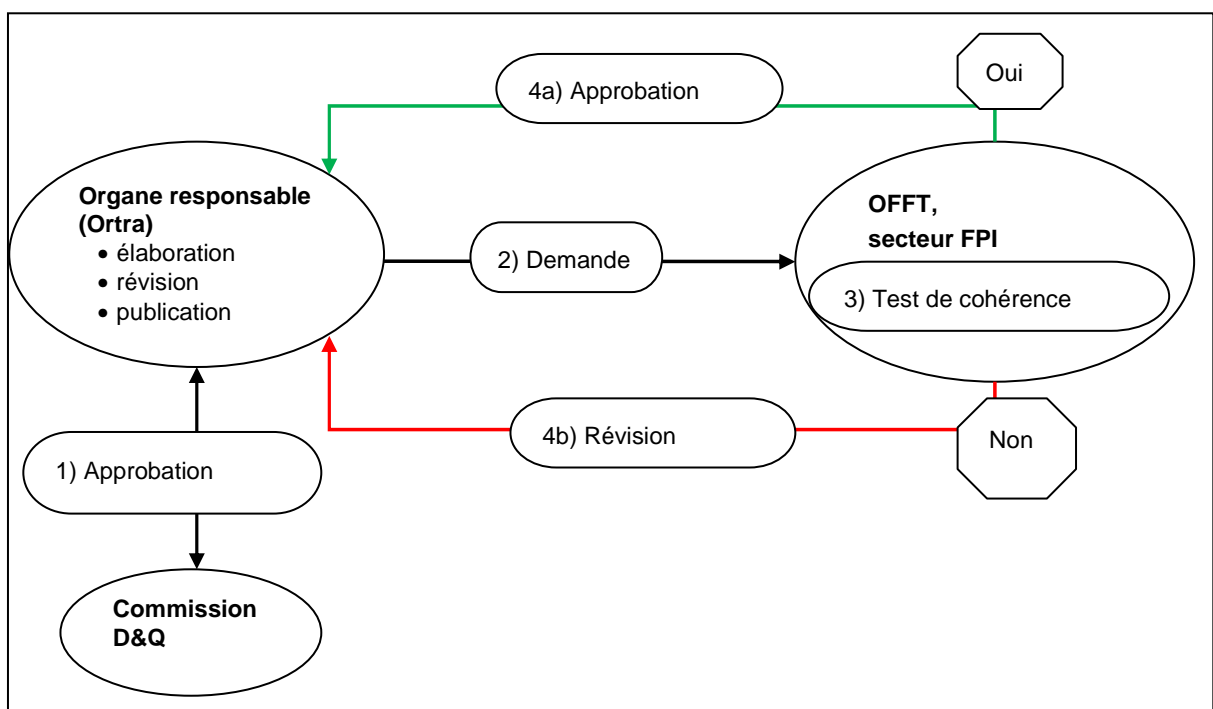 Oui
4a) Approbation
Organe responsable
(Ortra)
• élaboration
• révision
• publication
2) Demande
OFFT,
secteur FPI
3) Test de cohérence
4b) Révision
Non
1) Approbation
Commission
D&Q